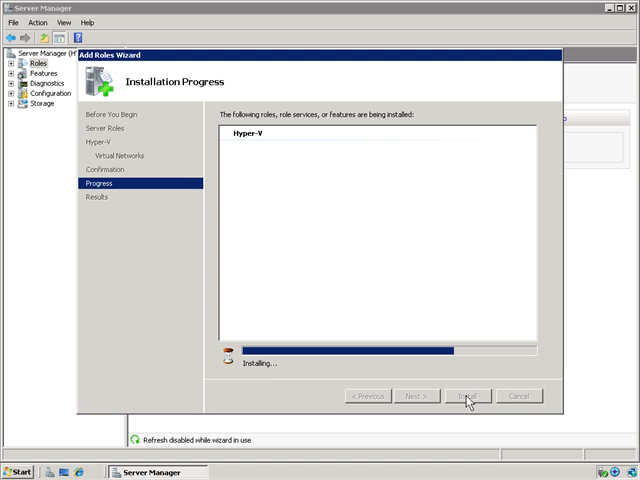 Server Manager
File Action View Help
Server Manager (H
Roles
Features
Diagnostics
Configuration
Storage
Add Roles Wizard
Installation Progress
Before You Begin
Server Roles
Hyper-V
Virtual Networks
Confirmation
Progress
Results
The following roles, role services, or features are being installed:
Hyper-V
Installing...
< Previous Next > Install Cancel
Refresh disabled while wizard in use
Start Server Manager